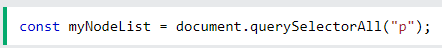 const myNodeList = document.querySelectorAll("p");